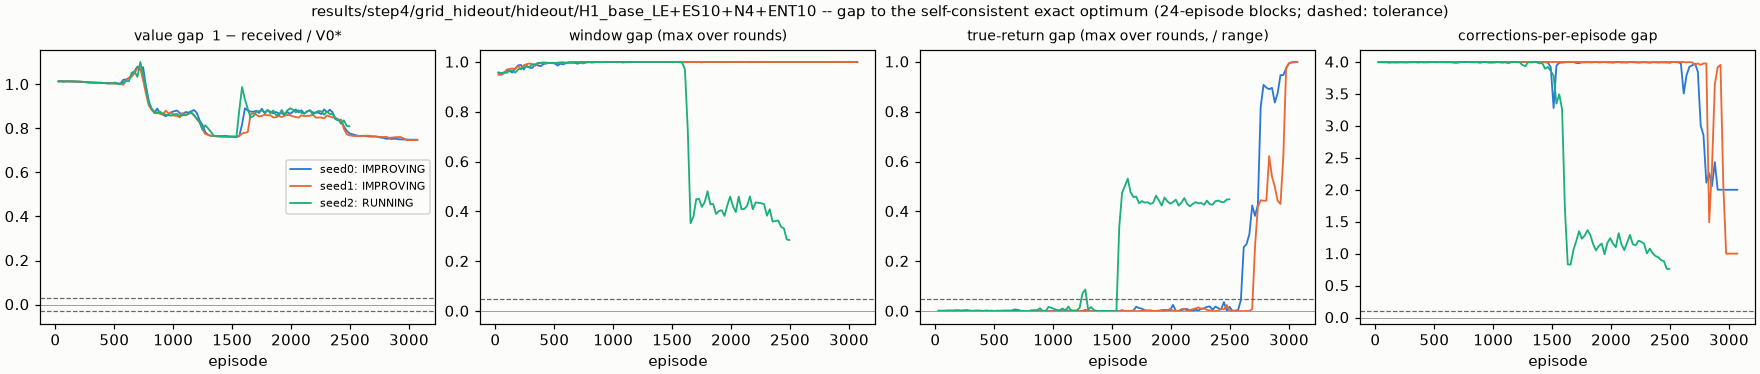 results/step4/grid_hideout/hideout/H1_base_LE+ES10+N4+ENT10 -- gap to the self-consistent exact optimum (24-episode blocks; dashed: tolerance)
value gap  1 − received / V0*
1.0
0.8
0.6
0.4
0.2
0.0
seed0: IMPROVING
seed1: IMPROVING
seed2: RUNNING
0 500 1000 1500 2000 2500 3000
episode
window gap (max over rounds)
1.0
0.8
0.6
0.4
0.2
0.0
0 500 1000 1500 2000 2500 3000
episode
true-return gap (max over rounds, / range)
1.0
0.8
0.6
0.4
0.2
0.0
0 500 1000 1500 2000 2500 3000
episode
corrections-per-episode gap
4.0
3.5
3.0
2.5
2.0
1.5
1.0
0.5
0.0
0 500 1000 1500 2000 2500 3000
episode